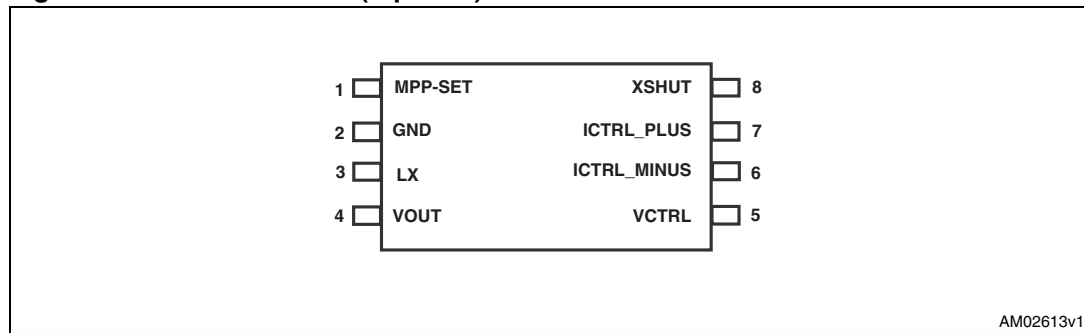 1 MPP-SET XSHUT 8
2 GND ICTRL_PLUS 7
3 LX ICTRL_MINUS 6
4 VOUT VCTRL 5
AM02613v1